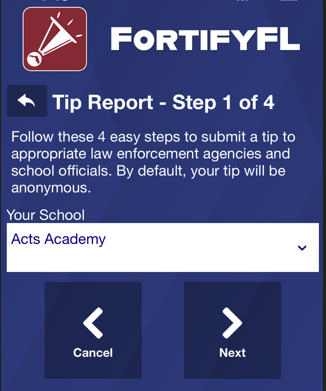 FORTIFYFL
Tip Report - Step 1 of 4
Follow these 4 easy steps to submit a tip to
appropriate law enforcement agencies and
school officials. By default, your tip will be
anonymous.
Your School
Acts Academy
Cancel
Next